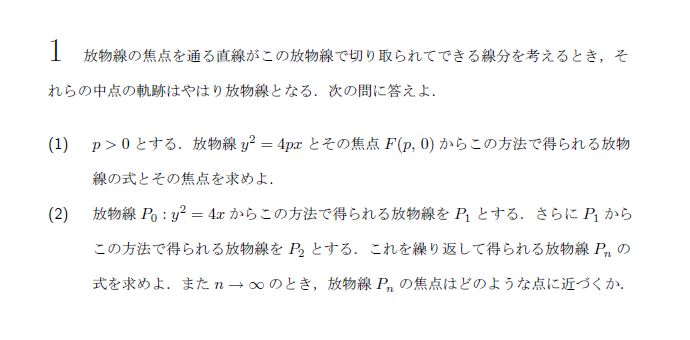 1 放物線の焦点を通る直線がこの放物線で切り取られてできる線分を考えるとき，そ
れらの中点の軌跡はやはり放物線となる．次の問に答えよ．
(1) p > 0 とする．放物線 y² = 4px とその焦点 F(p, 0) からこの方法で得られる放物
線の式とその焦点を求めよ．
(2) 放物線 P₀ : y² = 4x からこの方法で得られる放物線を P₁ とする．さらに P₁ から
この方法で得られる放物線を P₂ とする．これを繰り返して得られる放物線 Pₙ の
式を求めよ．また n → ∞ のとき，放物線 Pₙ の焦点はどのような点に近づくか．